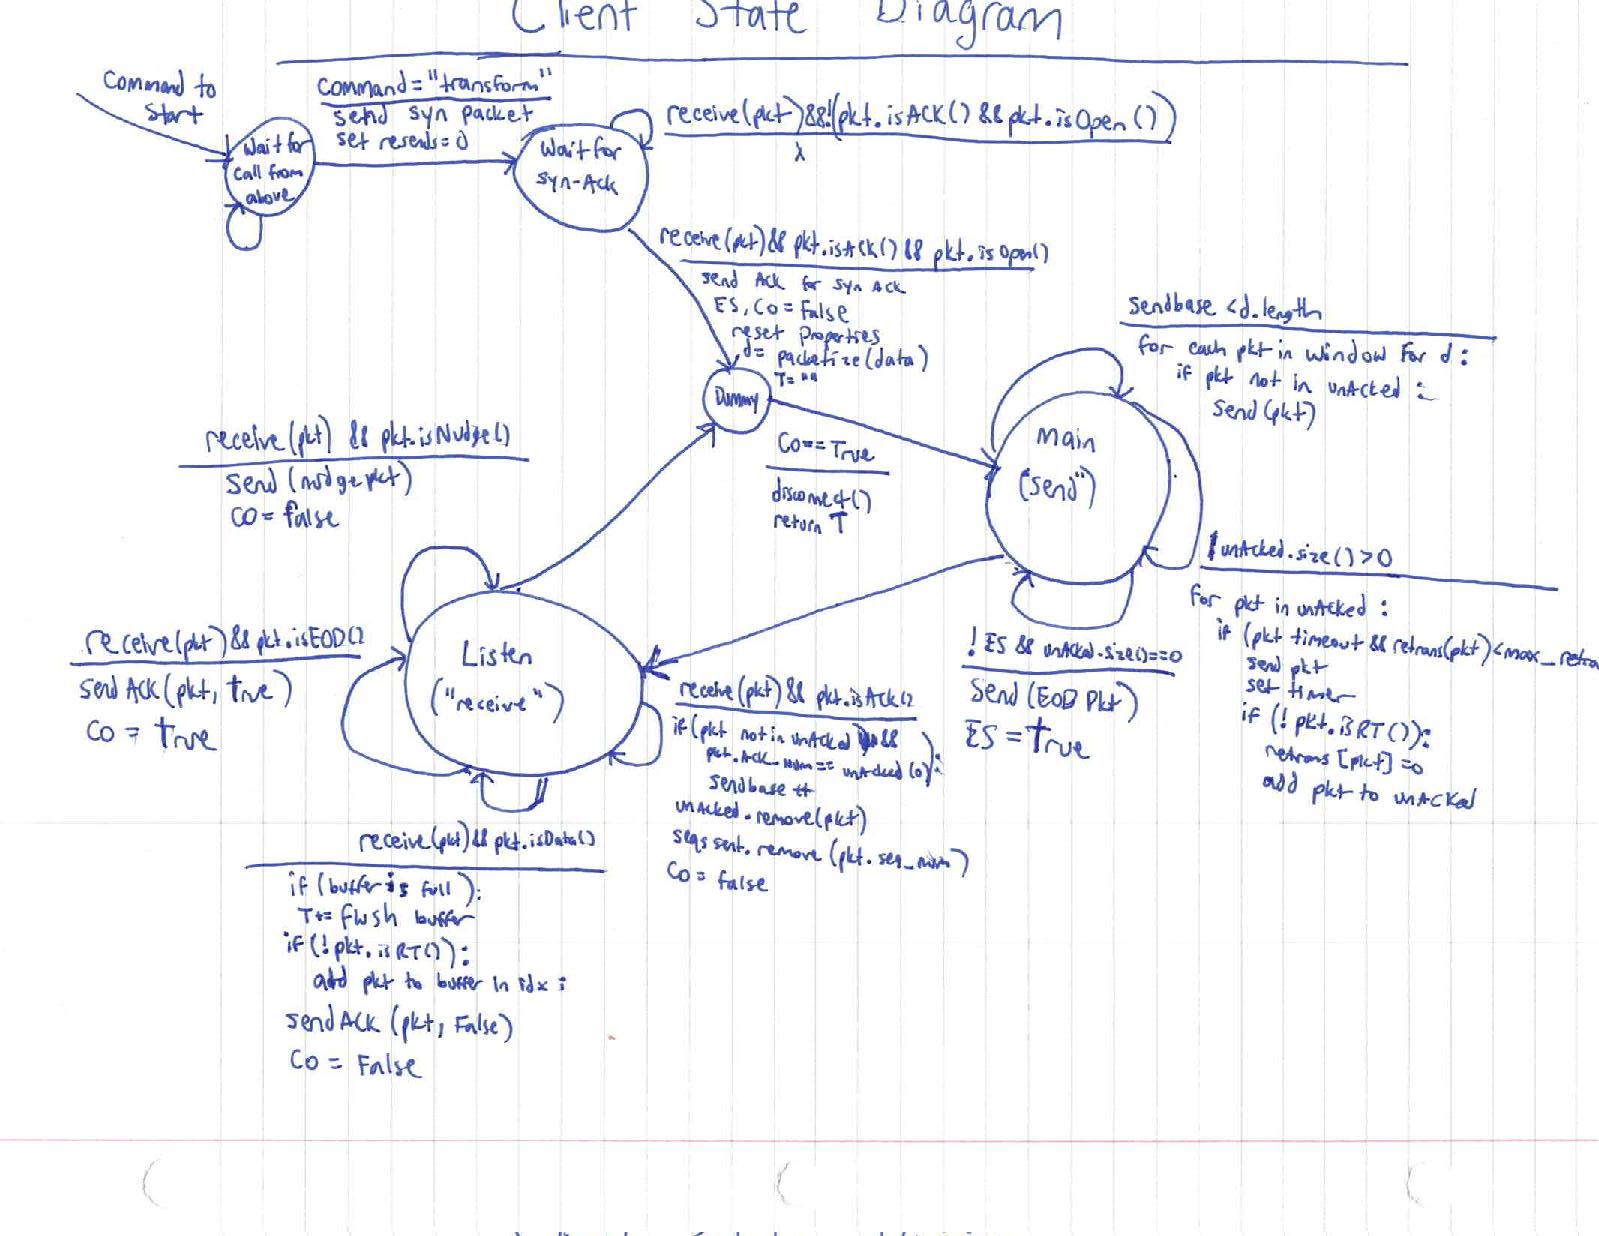 Client State Diagram
Command to
Start
Wait for
call from
above
command="transform"
send syn packet
set resends=0
Wait for
syn-Ack
receive(pkt)&&!(pkt.isACK() && pkt.isOpen())
λ
receive(pkt)&& pkt.isAck() && pkt.isOpen()
send Ack for Syn Ack
ES, CO = False
reset Properties
d= packetize(data)
T=""
Dummy
CO==True
disconnect()
return T
Main
("send")
sendbase <d.length
for each pkt in window for d:
if pkt not in unAcked:
Send(pkt)
unAcked.size()>0
for pkt in unAcked:
if (pkt timeout && retrans(pkt)<max_retra
send pkt
set timer
if (! pkt.isRT()):
retrans[pkt]=0
add pkt to unAcked
! ES && unAcked.size()==0
Send(EOD Pkt)
ES = true
receive(pkt) && pkt.isNudge()
Send(nudge pkt)
CO = false
receive(pkt)&&pkt.isEOD()
send ACK(pkt, true)
CO = true
Listen
("receive")
receive(pkt) && pkt.isAck()
if(pkt not in unAcked &&
pkt.Ack_num== unAcked(0)):
sendbase ++
unAcked.remove(pkt)
seqs sent.remove(pkt.seq_num)
CO = false
receive(pkt)&& pkt.isData()
if (buffer is full):
T+= flush buffer
if(!pkt.isRT()):
add pkt to buffer in idx i
send ACK (pkt, False)
CO = False